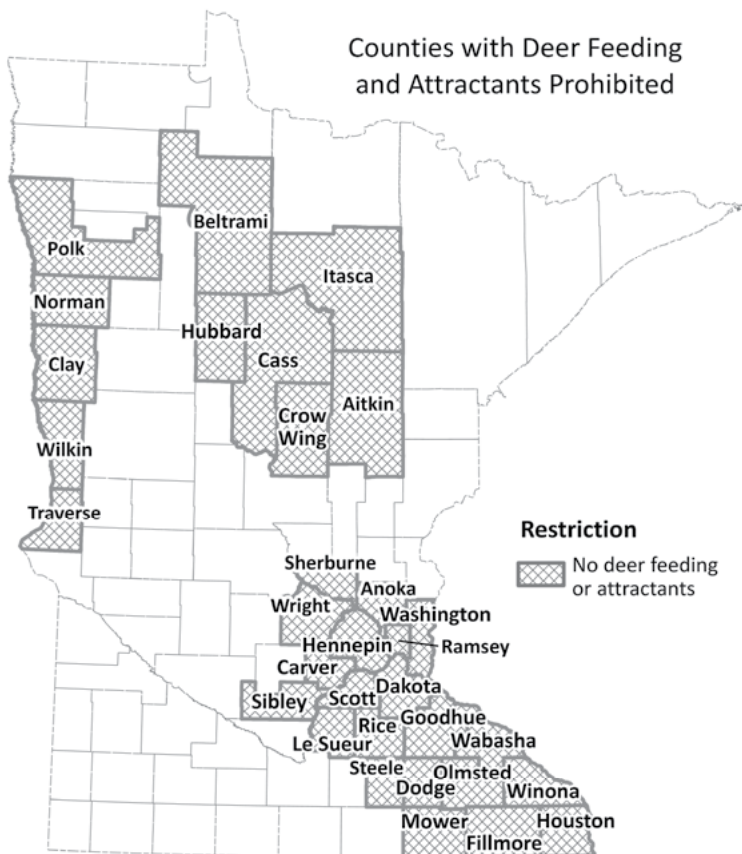 Counties with Deer Feeding
and Attractants Prohibited
Beltrami
Polk
Itasca
Norman
Hubbard
Cass
Clay
Aitkin
Crow
Wing
Wilkin
Traverse
Restriction
No deer feeding
or attractants
Sherburne
Anoka
Wright
Washington
Hennepin
Ramsey
Carver
Dakota
Sibley
Scott
Goodhue
Rice
Le Sueur
Wabasha
Steele
Olmsted
Dodge
Winona
Mower
Houston
Fillmore